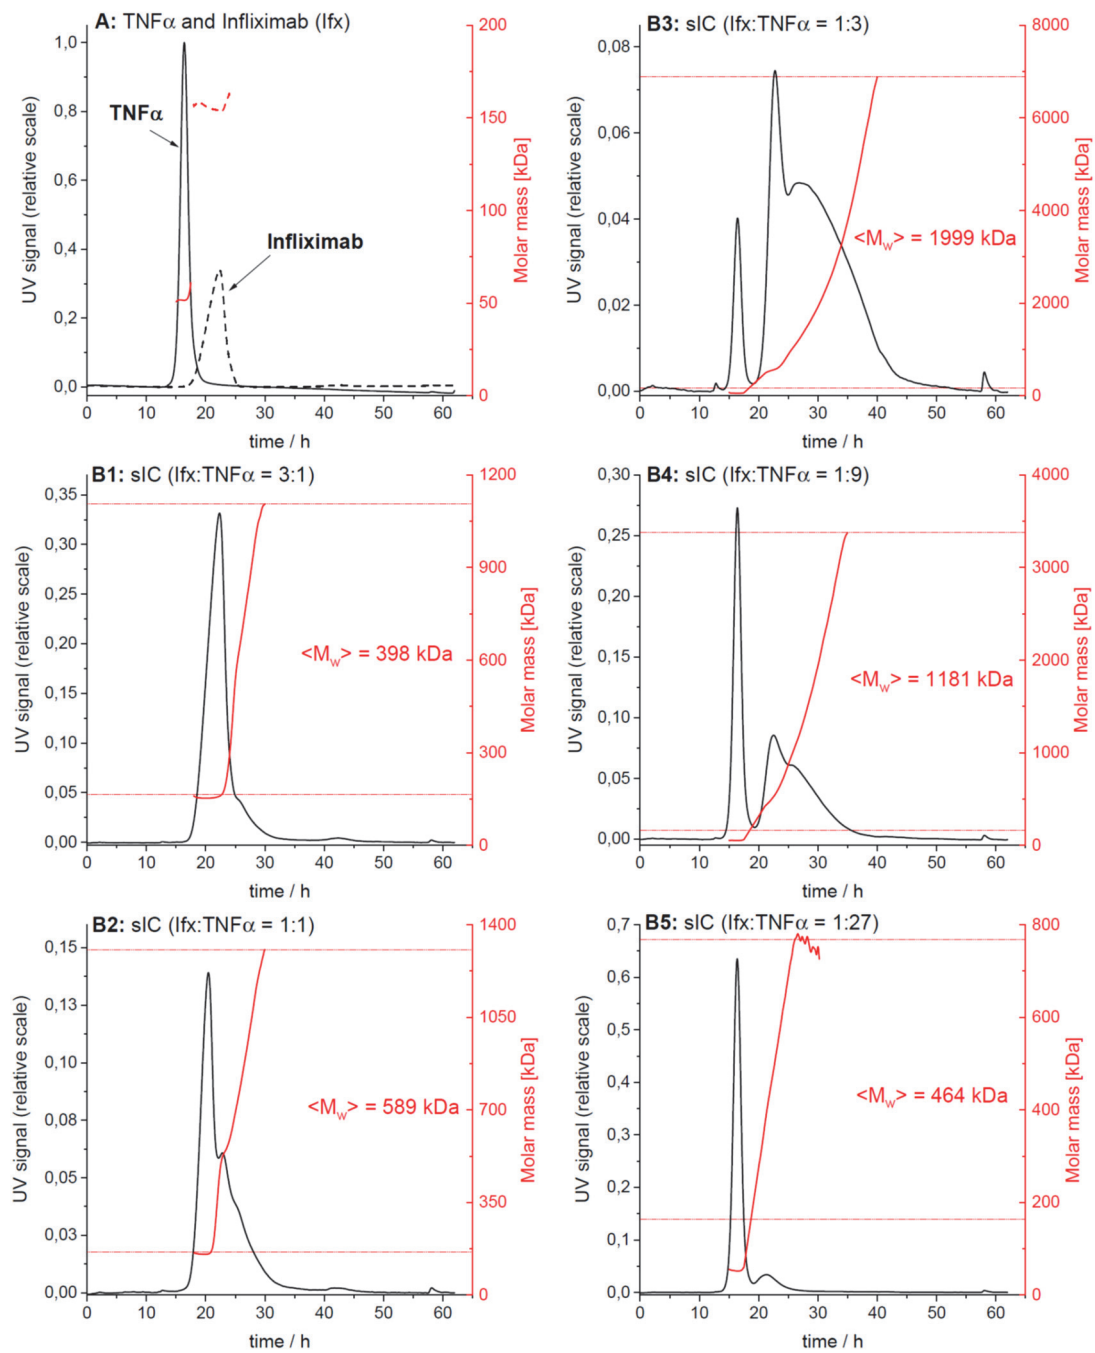 A: TNFα and Infliximab (Ifx)
UV signal (relative scale)
1,0
0,8
0,6
0,4
0,2
0,0
TNFα
Infliximab
200
150
100
50
0
Molar mass [kDa]
0 10 20 30 40 50 60
time / h
B3: sIC (Ifx:TNFα = 1:3)
UV signal (relative scale)
0,08
0,06
0,04
0,02
0,00
<Mw> = 1999 kDa
8000
7000
6000
5000
4000
3000
2000
1000
0
Molar mass [kDa]
0 10 20 30 40 50 60
time / h
B1: sIC (Ifx:TNFα = 3:1)
UV signal (relative scale)
0,35
0,30
0,25
0,20
0,15
0,10
0,05
0,00
<Mw> = 398 kDa
1200
900
600
300
0
Molar mass [kDa]
0 10 20 30 40 50 60
time / h
B4: sIC (Ifx:TNFα = 1:9)
UV signal (relative scale)
0,30
0,25
0,20
0,15
0,10
0,05
0,00
<Mw> = 1181 kDa
4000
3000
2000
1000
0
Molar mass [kDa]
0 10 20 30 40 50 60
time / h
B2: sIC (Ifx:TNFα = 1:1)
UV signal (relative scale)
0,15
0,13
0,10
0,08
0,05
0,03
0,00
<Mw> = 589 kDa
1400
1050
700
350
0
Molar mass [kDa]
0 10 20 30 40 50 60
time / h
B5: sIC (Ifx:TNFα = 1:27)
UV signal (relative scale)
0,7
0,6
0,5
0,4
0,3
0,2
0,1
0,0
<Mw> = 464 kDa
800
600
400
200
0
Molar mass [kDa]
0 10 20 30 40 50 60
time / h